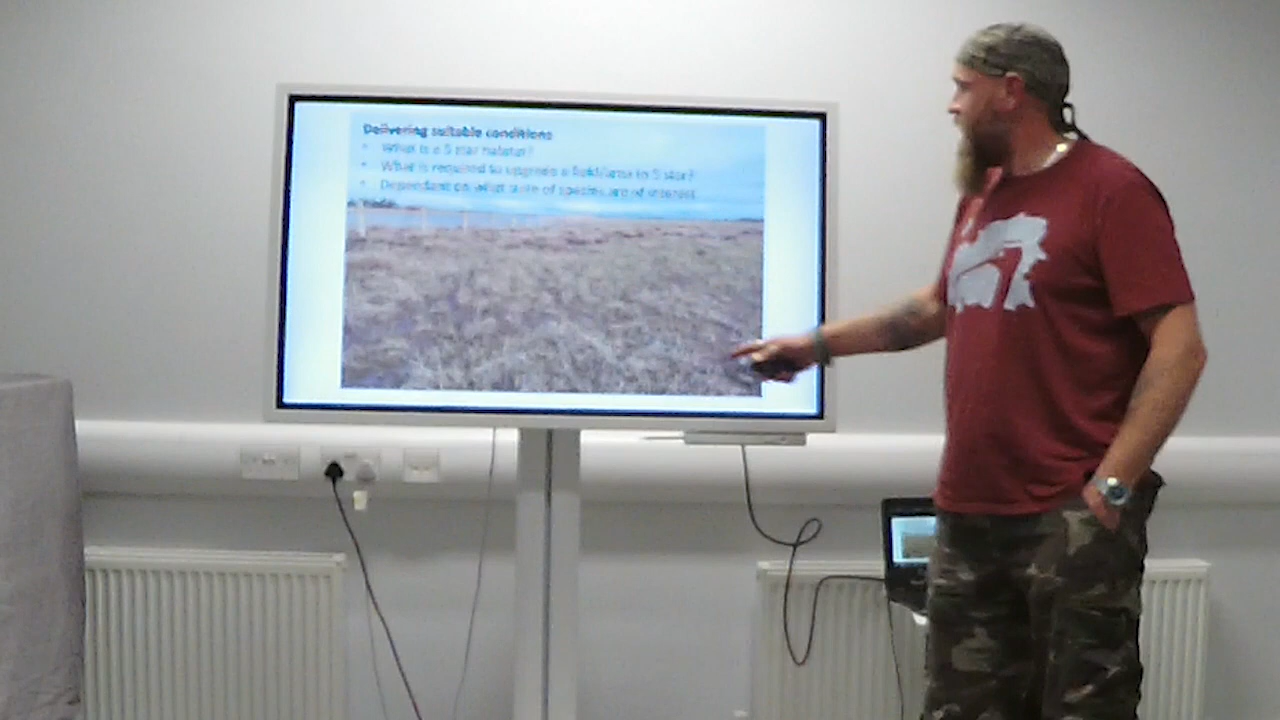 Delivering suitable conditions
• What is a 5 star habitat?
• What is required to upgrade a field/area to 5 star?
• Dependant on what suite of species are of interest